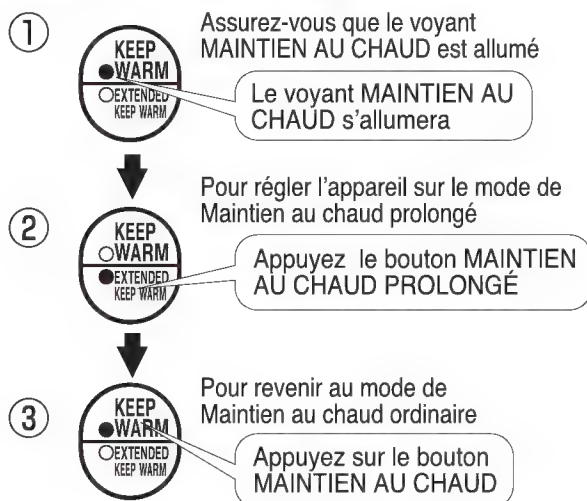 ①
Assurez-vous que le voyant
MAINTIEN AU CHAUD est allumé
KEEP
WARM
EXTENDED
KEEP WARM
Le voyant MAINTIEN AU
CHAUD s'allumera
②
Pour régler l'appareil sur le mode de
Maintien au chaud prolongé
KEEP
WARM
EXTENDED
KEEP WARM
Appuyez le bouton MAINTIEN
AU CHAUD PROLONGÉ
③
Pour revenir au mode de
Maintien au chaud ordinaire
KEEP
WARM
EXTENDED
KEEP WARM
Appuyez sur le bouton
MAINTIEN AU CHAUD